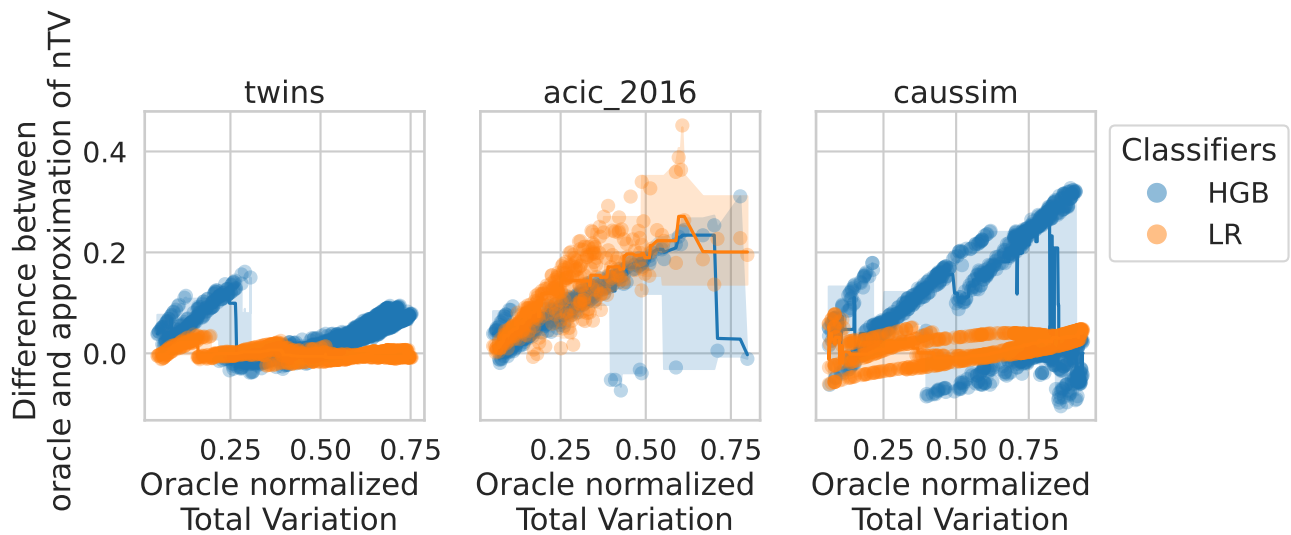 Difference between
oracle and approximation of nTV
twins
acic_2016
caussim
0.4
0.2
0.0
0.25 0.50 0.75
0.25 0.50 0.75
0.25 0.50 0.75
Oracle normalized
Total Variation
Oracle normalized
Total Variation
Oracle normalized
Total Variation
Classifiers
HGB
LR